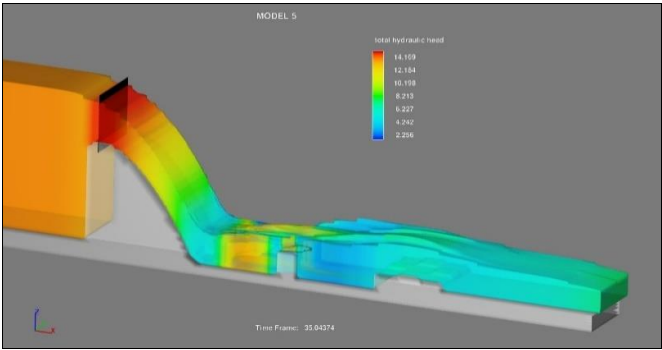 MODEL 5
total hydraulic head
14.169
12.184
10.198
8.213
6.227
4.242
2.256
Time Frame: 35.04374